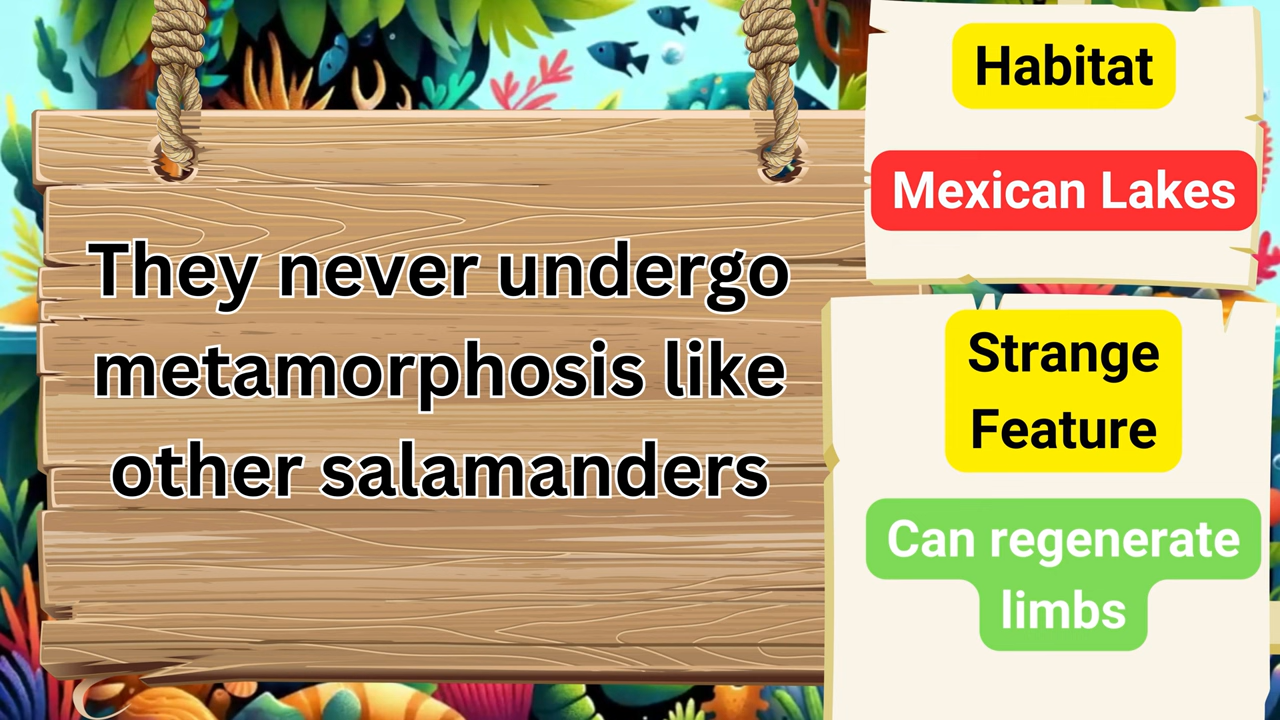 They never undergo
metamorphosis like
other salamanders
Habitat
Mexican Lakes
Strange
Feature
Can regenerate
limbs